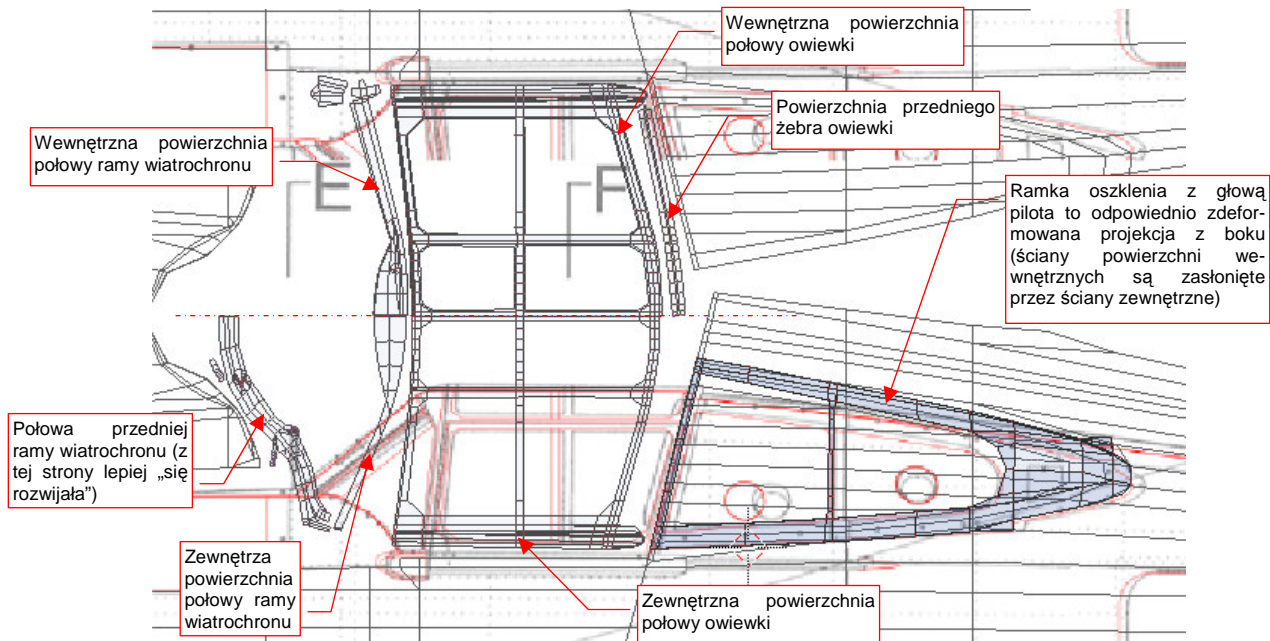 Wewnętrzna powierzchnia
połowy owiewki
Powierzchnia przedniego
żebra owiewki
Wewnętrzna powierzchnia
połowy ramy wiatrochronu
Ramka oszklenia z głową
pilota to odpowiednio zdefor-
mowana projekcja z boku
(ściany powierzchni we-
wnętrznych są zasłonięte
przez ściany zewnętrzne)
E
F
Połowa przedniej
ramy wiatrochronu (z
tej strony lepiej „się
rozwijała”)
Zewnętrza
powierzchnia
połowy ramy
wiatrochronu
Zewnętrzna powierzchnia
połowy owiewki